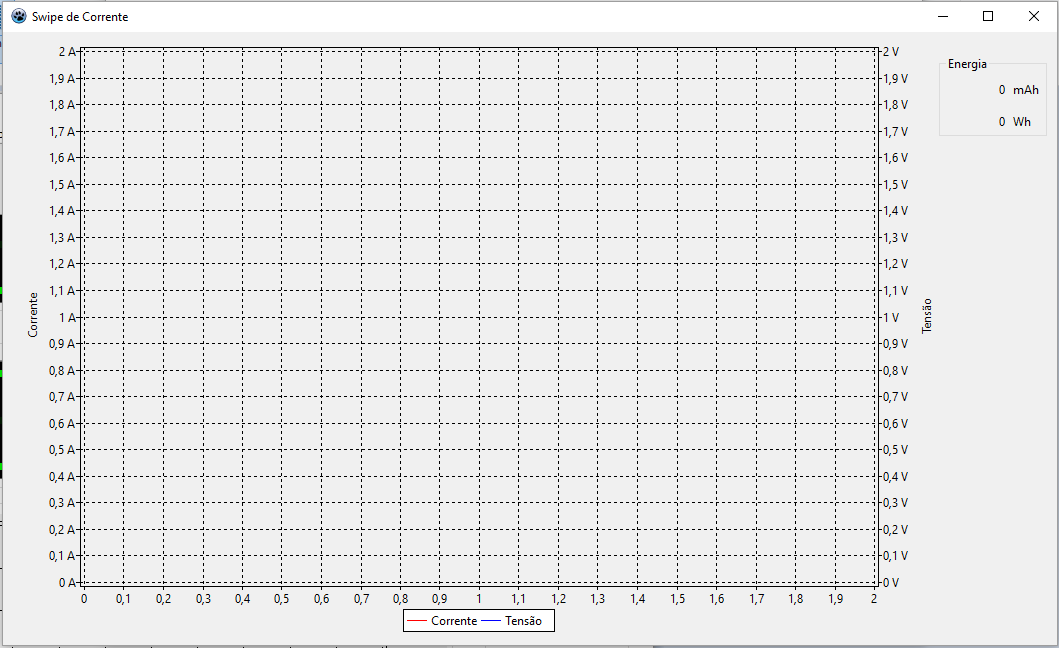 Swipe de Corrente
2 A
1,9 A
1,8 A
1,7 A
1,6 A
1,5 A
1,4 A
1,3 A
1,2 A
1,1 A
1 A
0,9 A
0,8 A
0,7 A
0,6 A
0,5 A
0,4 A
0,3 A
0,2 A
0,1 A
0 A
Corrente
2 V
1,9 V
1,8 V
1,7 V
1,6 V
1,5 V
1,4 V
1,3 V
1,2 V
1,1 V
1 V
0,9 V
0,8 V
0,7 V
0,6 V
0,5 V
0,4 V
0,3 V
0,2 V
0,1 V
0 V
Tensão
0 0,1 0,2 0,3 0,4 0,5 0,6 0,7 0,8 0,9 1 1,1 1,2 1,3 1,4 1,5 1,6 1,7 1,8 1,9 2
Corrente Tensão
Energia
0 mAh
0 Wh